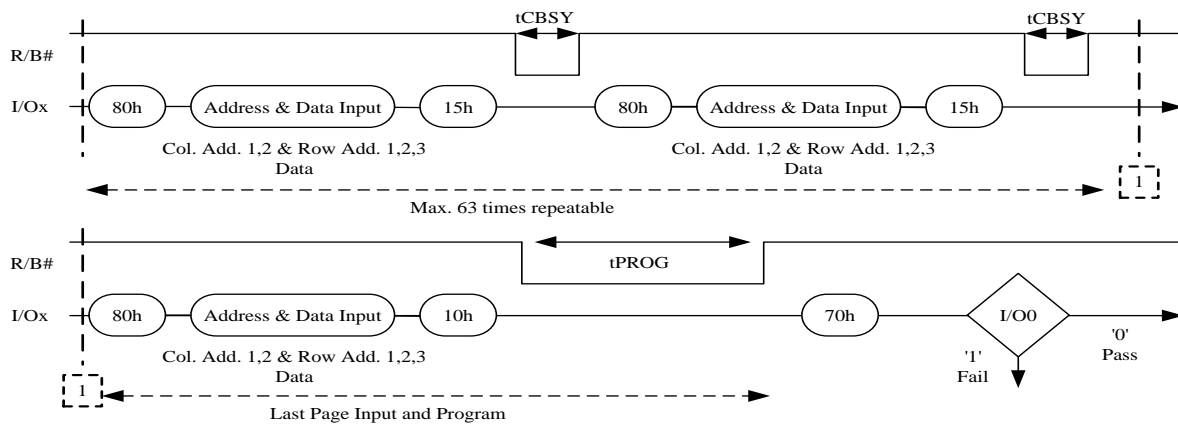 tCBSY
tCBSY
R/B#
I/Ox
80h
Address & Data Input
15h
80h
Address & Data Input
15h
Col. Add. 1,2 & Row Add. 1,2,3
Data
Col. Add. 1,2 & Row Add. 1,2,3
Data
1
Max. 63 times repeatable
R/B#
tPROG
I/Ox
80h
Address & Data Input
10h
70h
I/O0
'0'
Pass
'1'
Fail
Col. Add. 1,2 & Row Add. 1,2,3
Data
1
Last Page Input and Program